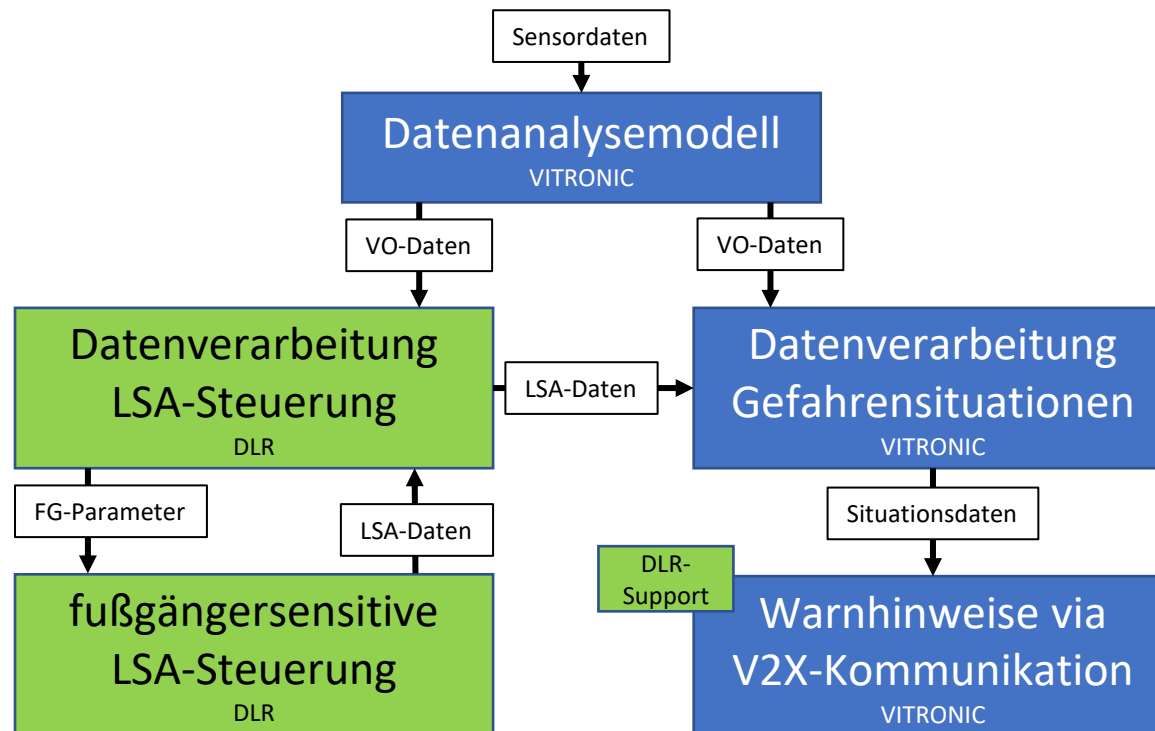 Sensordaten
Datenanalysemodell
VITRONIC
VO-Daten
VO-Daten
Datenverarbeitung
LSA-Steuerung
DLR
LSA-Daten
Datenverarbeitung
Gefahrensituationen
VITRONIC
FG-Parameter
LSA-Daten
Situationsdaten
fußgängersensitive
LSA-Steuerung
DLR
DLR-
Support
Warnhinweise via
V2X-Kommunikation
VITRONIC